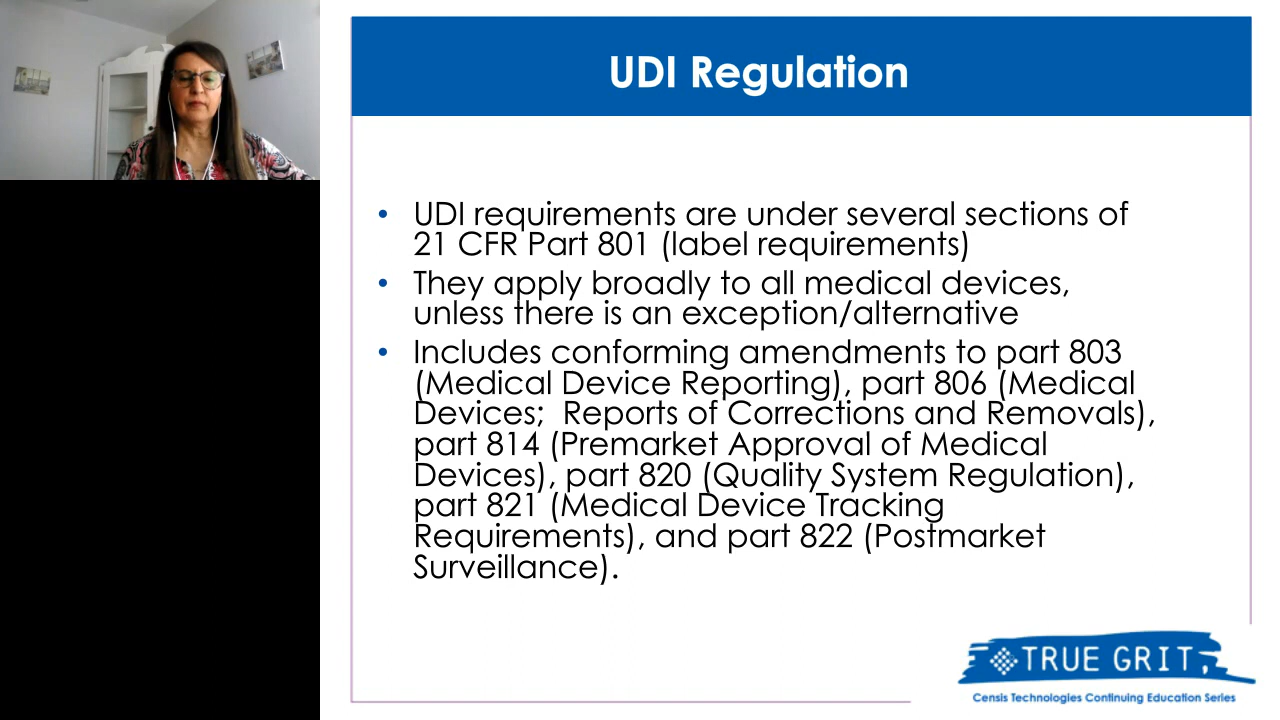 UDI Regulation
• UDI requirements are under several sections of
21 CFR Part 801 (label requirements)
• They apply broadly to all medical devices,
unless there is an exception/alternative
• Includes conforming amendments to part 803
(Medical Device Reporting), part 806 (Medical
Devices;  Reports of Corrections and Removals),
part 814 (Premarket Approval of Medical
Devices), part 820 (Quality System Regulation),
part 821 (Medical Device Tracking
Requirements), and part 822 (Postmarket
Surveillance).
TRUE GRIT
Censis Technologies Continuing Education Series